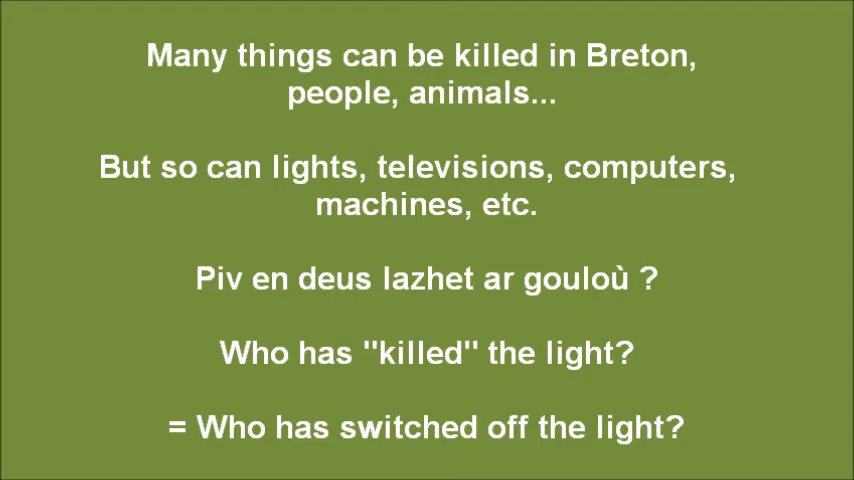 Many things can be killed in Breton,
people, animals...
But so can lights, televisions, computers,
machines, etc.
Piv en deus lazhet ar gouloù ?
Who has "killed" the light?
= Who has switched off the light?